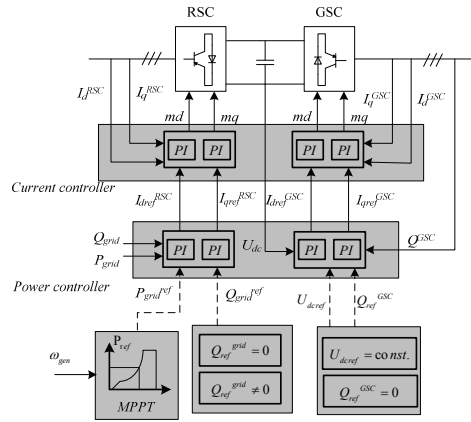 RSC GSC
I_d^RSC I_q^RSC I_q^GSC I_d^GSC
md mq md mq
PI PI PI PI
Current controller
I_dref^RSC I_qref^RSC I_dref^GSC I_qref^GSC
Q_grid U_dc Q^GSC
P_grid PI PI PI PI
Power controller
P_grid^ref Q_grid^ref U_dcref Q_ref^GSC
ω_gen P_ref
MPPT
Q_ref^grid = 0
Q_ref^grid ≠ 0
U_dcref = const.
Q_ref^GSC = 0